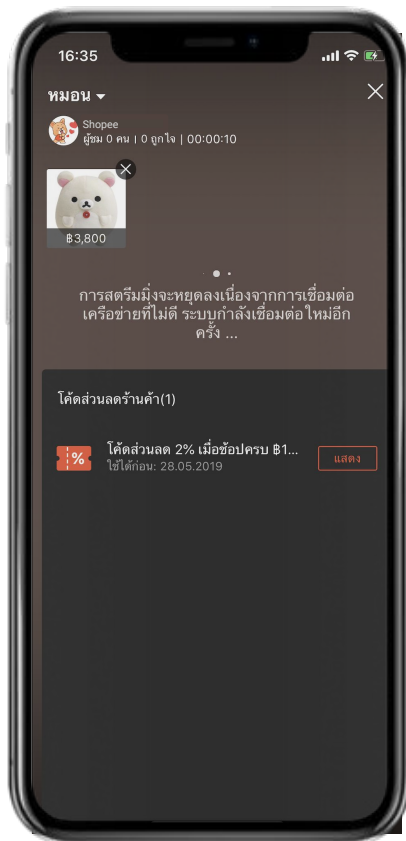 16:35
หมอน
Shopee
ผู้ชม 0 คน | 0 ถูกใจ | 00:00:10
฿3,800
การสตรีมมิ่งจะหยุดลงเนื่องจากการเชื่อมต่อ
เครือข่ายที่ไม่ดี ระบบกำลังเชื่อมต่อใหม่อีก
ครั้ง ...
โค้ดส่วนลดร้านค้า(1)
%
โค้ดส่วนลด 2% เมื่อช้อปครบ ฿1...
แสดง
ใช้ได้ก่อน: 28.05.2019